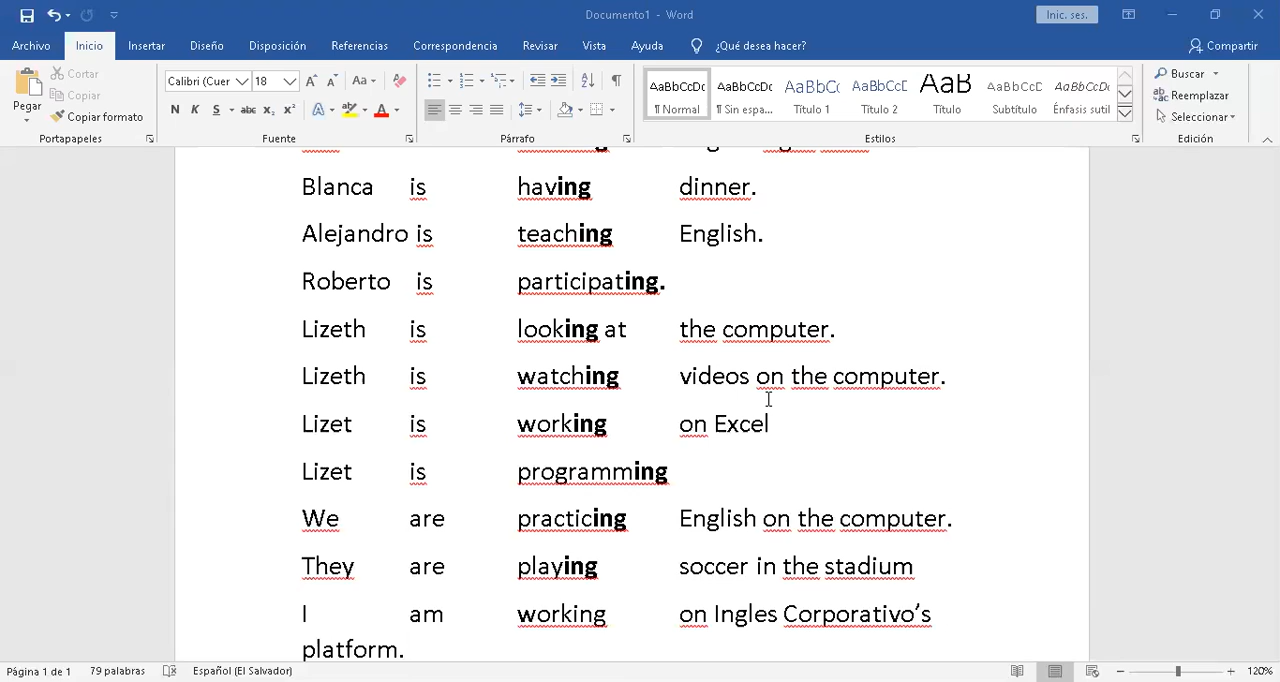 Documento1 - Word
Inic. ses.
Archivo Inicio Insertar Diseño Disposición Referencias Correspondencia Revisar Vista Ayuda ¿Qué desea hacer? Compartir
Pegar
Cortar
Copiar
Copiar formato
Portapapeles
Calibri (Cuer 18
Aa
N K S abc x₂ x²
A A
Fuente
Párrafo
AaBbCcDc AaBbCcDc AaBbCc AaBbCcD AaB AaBbCcD AaBbCcDc
¶ Normal ¶ Sin espa... Título 1 Título 2 Título Subtítulo Énfasis sutil
Estilos
Buscar
Reemplazar
Seleccionar
Edición
Blanca is having dinner.
Alejandro is teaching English.
Roberto is participating.
Lizeth is looking at the computer.
Lizeth is watching videos on the computer.
Lizet is working on Excel
Lizet is programming
We are practicing English on the computer.
They are playing soccer in the stadium
I am working on Ingles Corporativo’s
platform.
Página 1 de 1 79 palabras Español (El Salvador) 120%